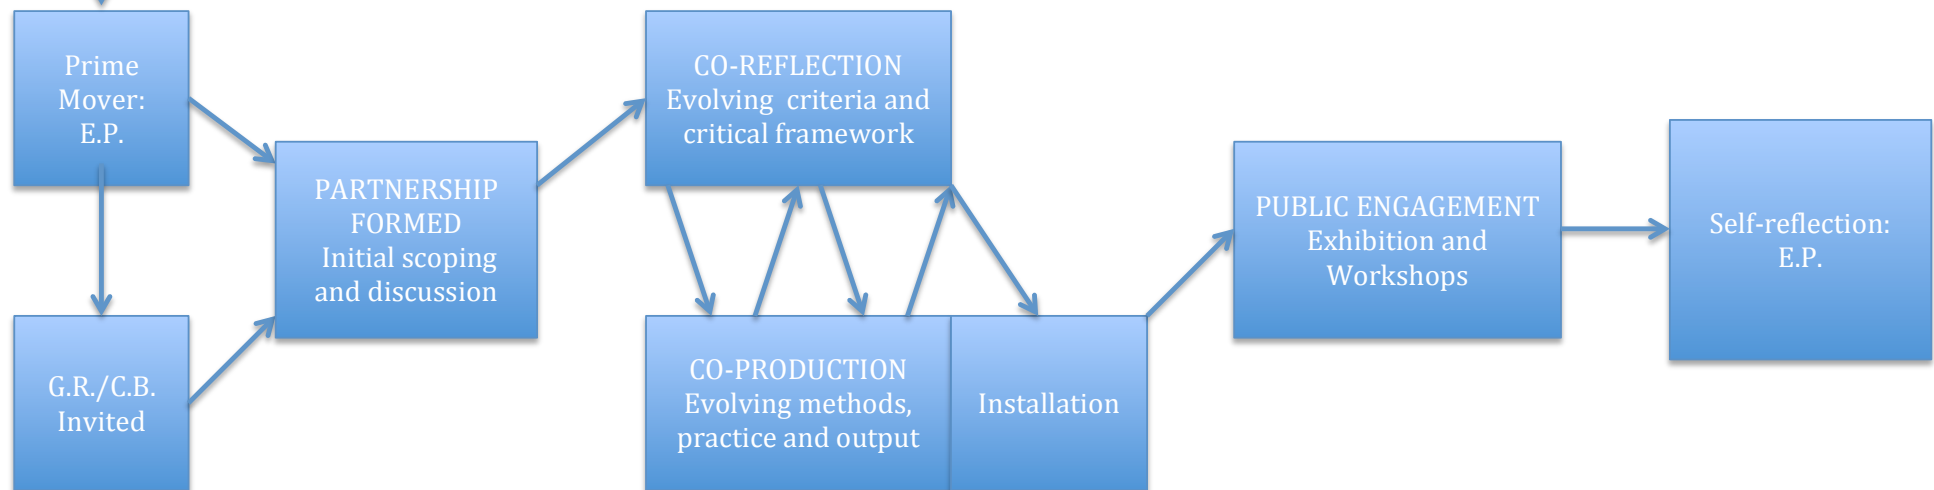 Prime
Mover:
E.P.
G.R./C.B.
Invited
PARTNERSHIP
FORMED
Initial scoping
and discussion
CO-REFLECTION
Evolving criteria and
critical framework
CO-PRODUCTION
Evolving methods,
practice and output
Installation
PUBLIC ENGAGEMENT
Exhibition and
Workshops
Self-reflection:
E.P.